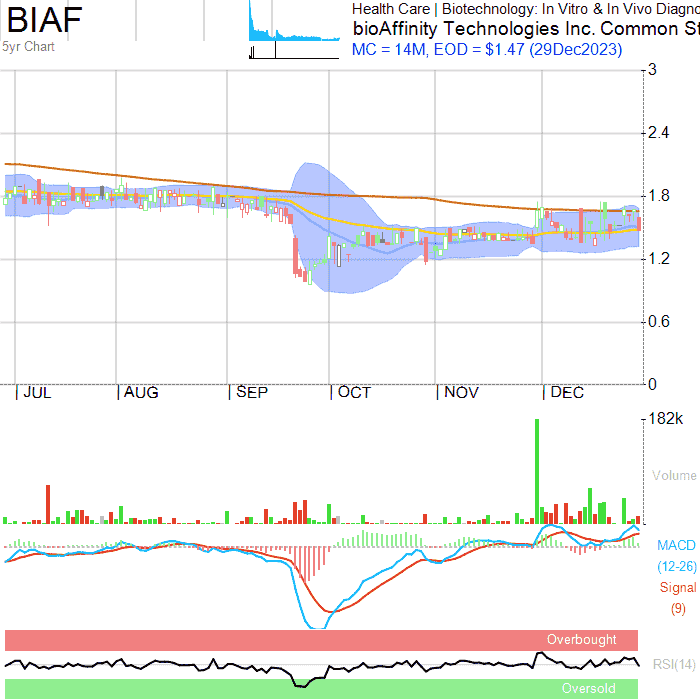 BIAF
5yr Chart
Health Care | Biotechnology: In Vitro & In Vivo Diagno
bioAffinity Technologies Inc. Common St
MC = 14M, EOD = $1.47 (29Dec2023)
3
2.4
1.8
1.2
0.6
0
JUL AUG SEP OCT NOV DEC
182k
Volume
MACD
(12-26)
Signal
(9)
Overbought
RSI(14)
Oversold